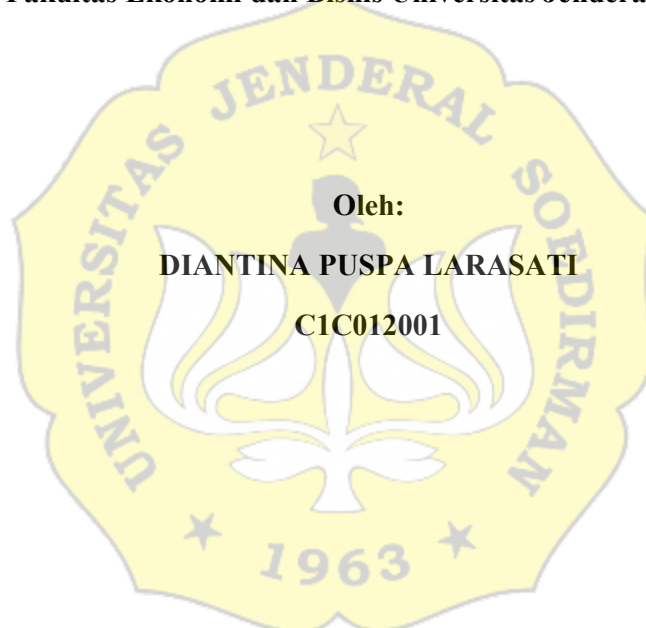 Fakultas Ekonomi dan Bisnis Universitas Jendera
UNIVERSITAS JENDERAL SOEDIRMAN
Oleh:
DIANTINA PUSPA LARASATI
C1C012001
1963